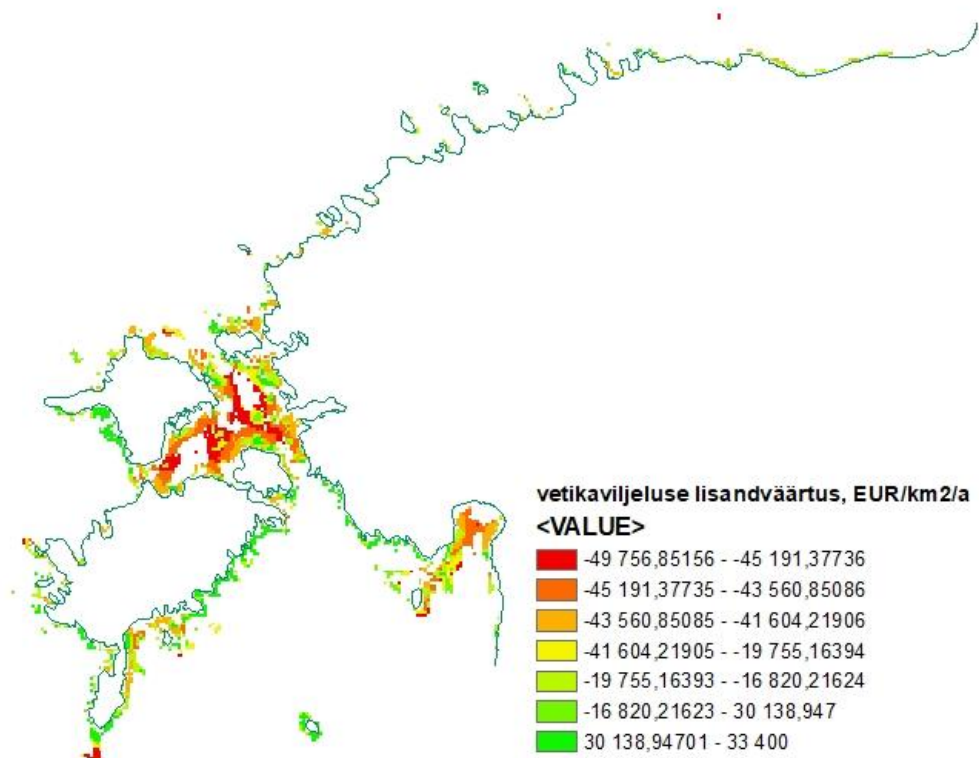 vetikaviljeluse lisandväärtus, EUR/km2/a
<VALUE>
-49 756,85156 - -45 191,37736
-45 191,37735 - -43 560,85086
-43 560,85085 - -41 604,21906
-41 604,21905 - -19 755,16394
-19 755,16393 - -16 820,21624
-16 820,21623 - 30 138,947
30 138,94701 - 33 400